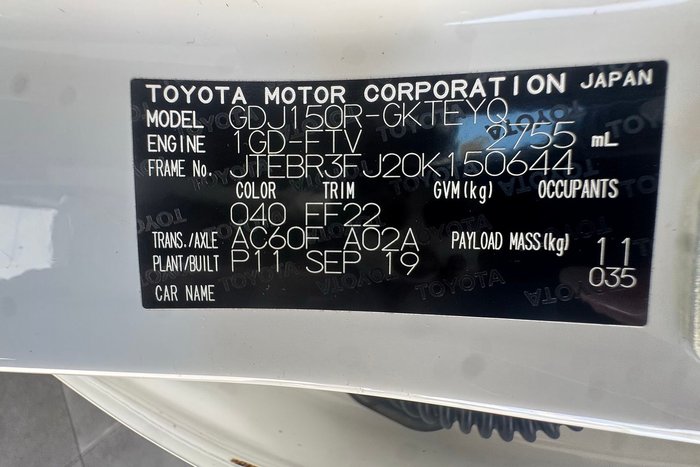 TOYOTA MOTOR CORPORATION JAPAN
MODEL GDJ150R-GKTEYQ
ENGINE 1GD-FTV 2755 mL
FRAME No. JTEBR3FJ20K150644
COLOR TRIM GVM(kg) OCCUPANTS
040 FF22
TRANS./AXLE AC60F A02A PAYLOAD MASS(kg) 11
PLANT/BUILT P11 SEP 19 035
CAR NAME